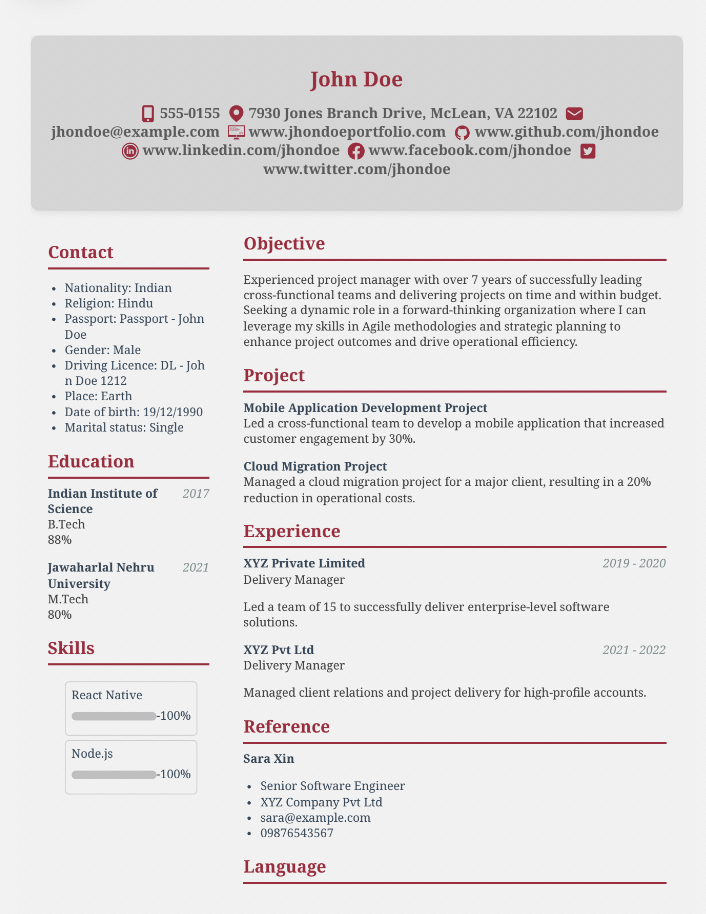 John Doe
555-0155 7930 Jones Branch Drive, McLean, VA 22102
jhondoe@example.com www.jhondoeportfolio.com www.github.com/jhondoe
www.linkedin.com/jhondoe www.facebook.com/jhondoe
www.twitter.com/jhondoe
Contact
• Nationality: Indian
• Religion: Hindu
• Passport: Passport - John
Doe
• Gender: Male
• Driving Licence: DL - Joh
n Doe 1212
• Place: Earth
• Date of birth: 19/12/1990
• Marital status: Single
Education
Indian Institute of 2017
Science
B.Tech
88%
Jawaharlal Nehru 2021
University
M.Tech
80%
Skills
React Native
-100%
Node.js
-100%
Objective
Experienced project manager with over 7 years of successfully leading
cross-functional teams and delivering projects on time and within budget.
Seeking a dynamic role in a forward-thinking organization where I can
leverage my skills in Agile methodologies and strategic planning to
enhance project outcomes and drive operational efficiency.
Project
Mobile Application Development Project
Led a cross-functional team to develop a mobile application that increased
customer engagement by 30%.
Cloud Migration Project
Managed a cloud migration project for a major client, resulting in a 20%
reduction in operational costs.
Experience
XYZ Private Limited 2019 - 2020
Delivery Manager
Led a team of 15 to successfully deliver enterprise-level software
solutions.
XYZ Pvt Ltd 2021 - 2022
Delivery Manager
Managed client relations and project delivery for high-profile accounts.
Reference
Sara Xin
• Senior Software Engineer
• XYZ Company Pvt Ltd
• sara@example.com
• 09876543567
Language